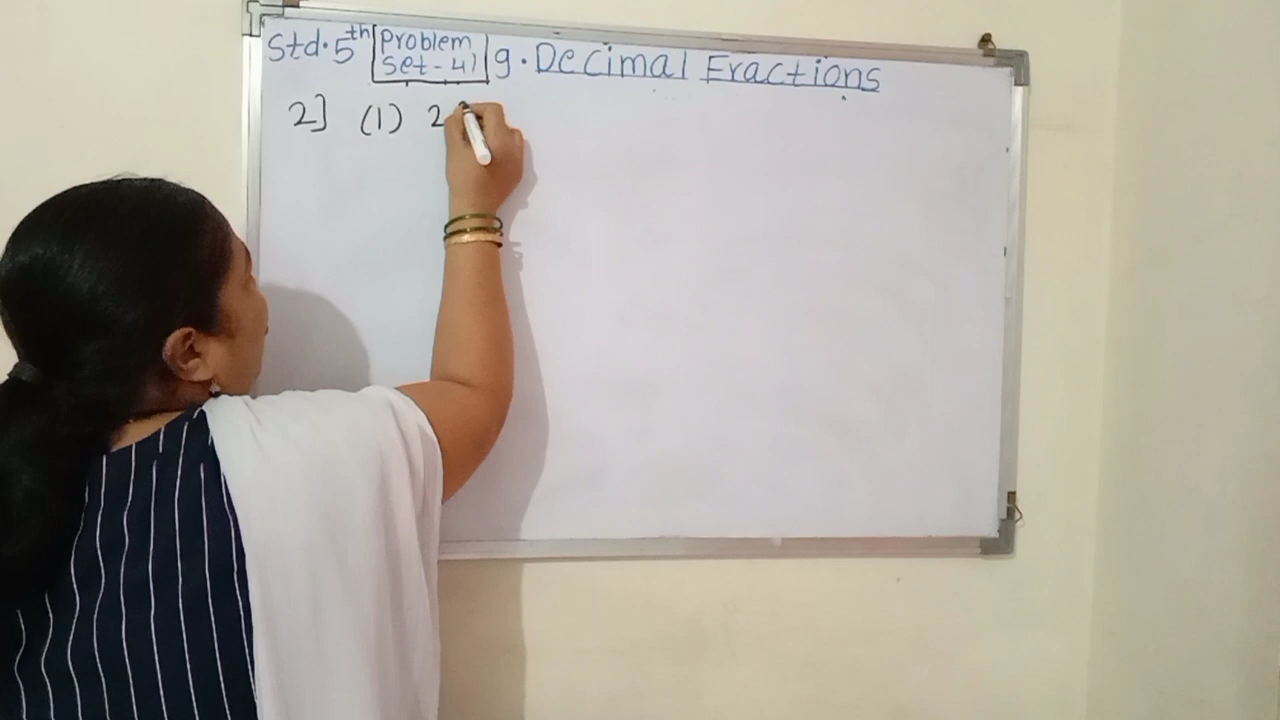 Std. 5th Problem Set-41 9. Decimal Fractions
2] (1) 2